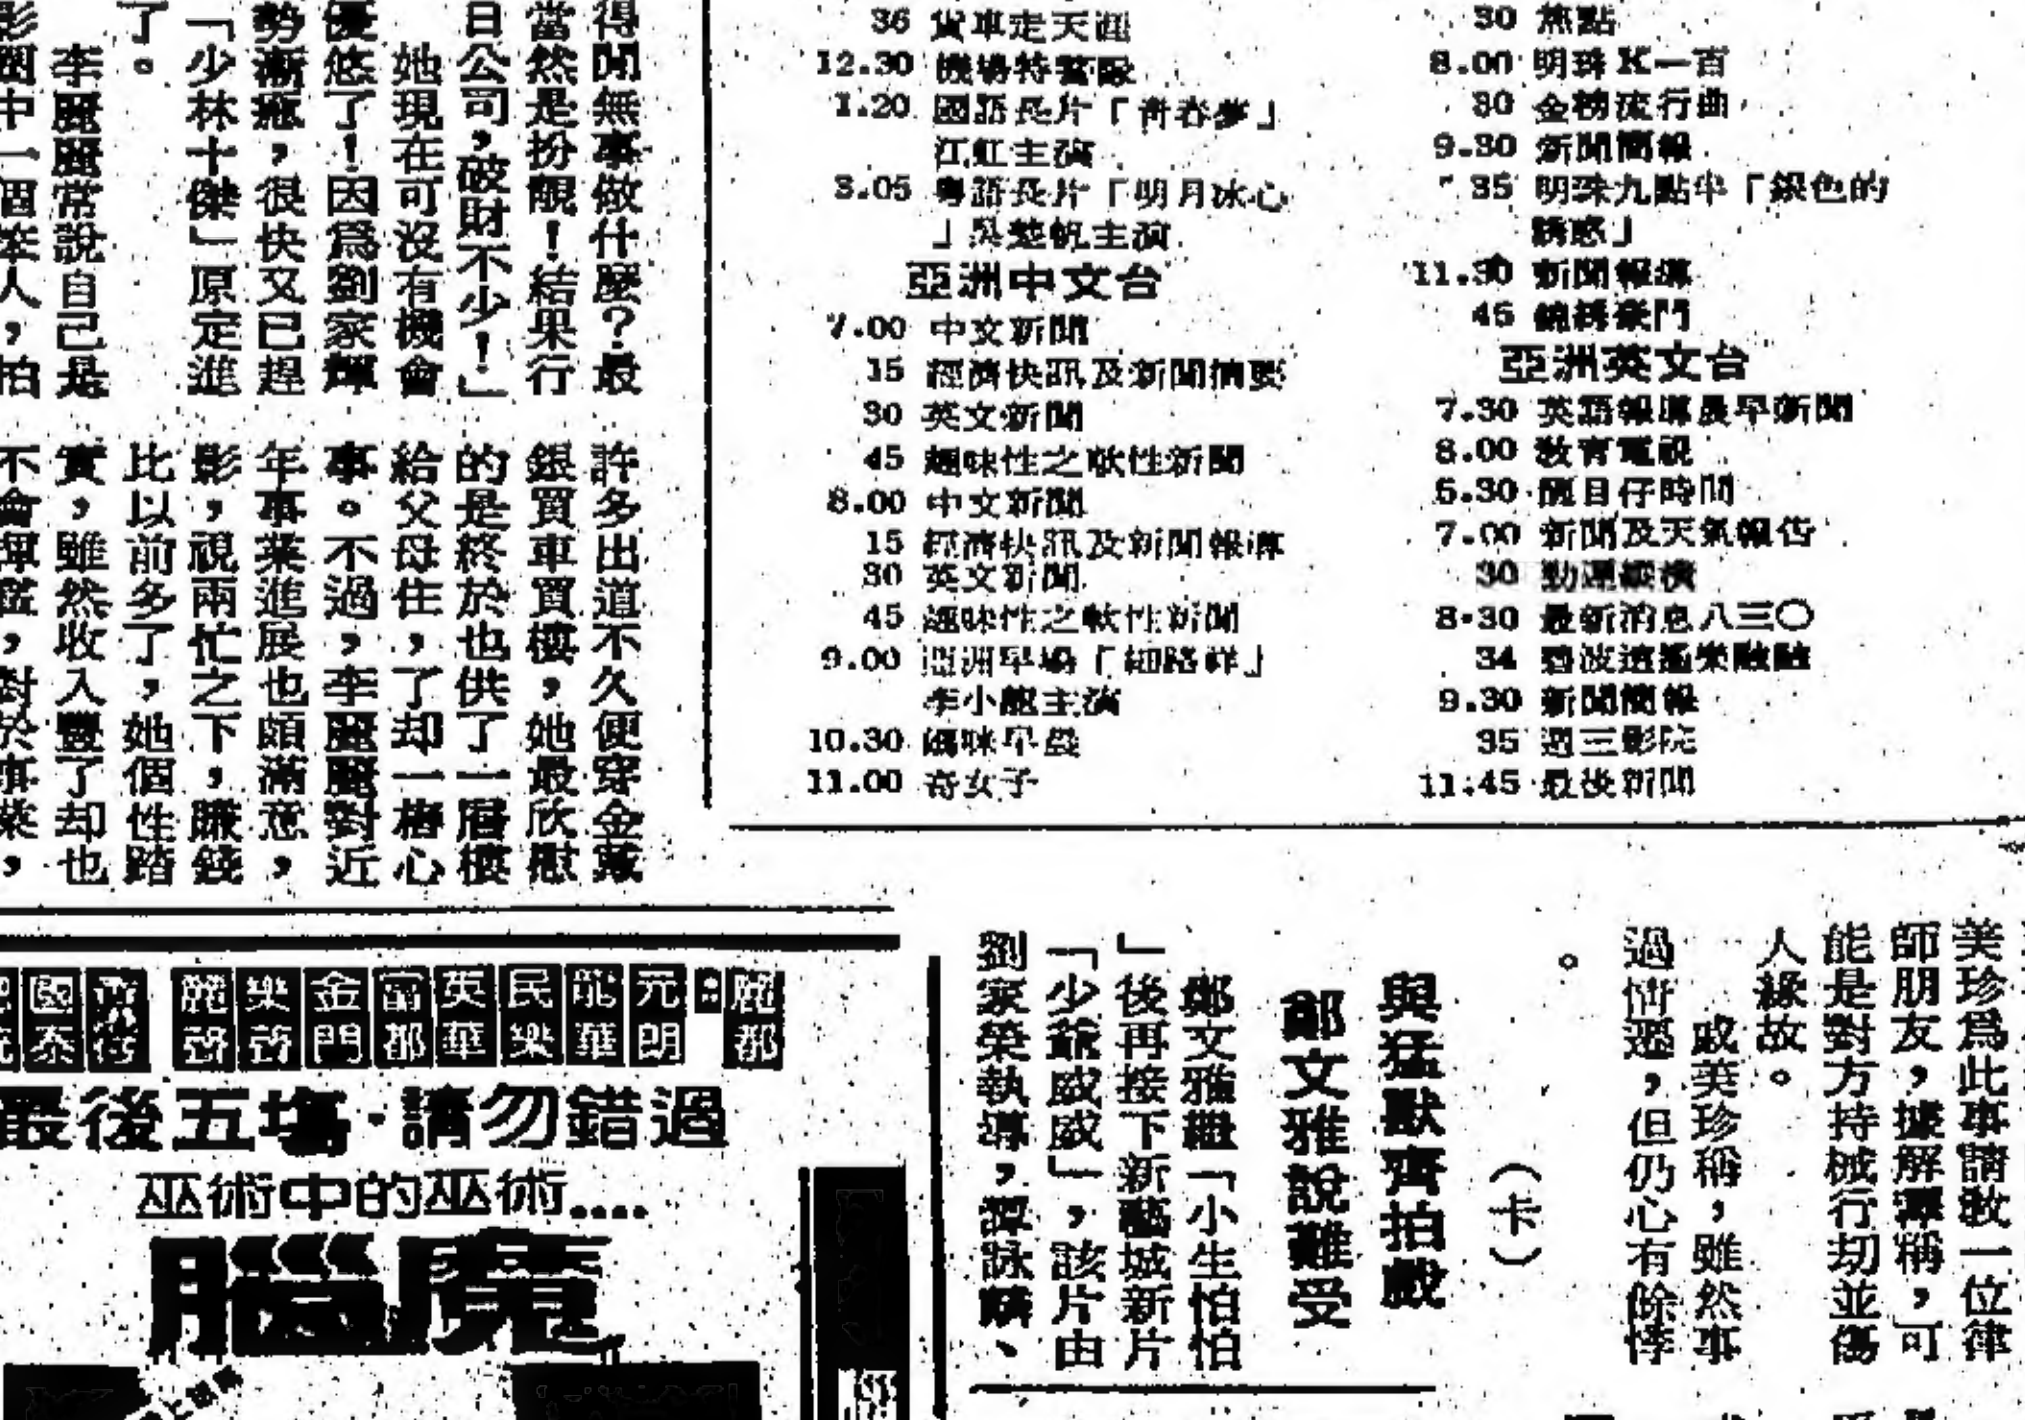 得閒無事做什麼?最
當然是扮靚!結果行
日公司,破財不少!」
她現在可沒有機會
優悠了!因爲劉家輝
勢漸癒,很快又已趕
「少林十傑」原定進
了。
李麗麗常說自己是
影圈中一個笨人,拍
許多出道不久便穿金戴
銀買車買樓,她最欣慰
的是終於也供了一層樓
給父母住,了却一樁心
事。不過,李麗麗對近
年事業進展也頗滿意,
影,視兩忙之下,賺錢
比以前多了,她個性踏
實,雖然收入豐了却也
不會揮霍,對於事業,
36 貨車走天涯
12.30 機場特警隊
1.20 國語長片「青春夢」
江虹主演
3.05 粵語長片「明月冰心
」吳楚帆主演
亞洲中文台
7.00 中文新聞
15 經濟快訊及新聞摘要
30 英文新聞
45 趣味性之軟性新聞
8.00 中文新聞
15 經濟快訊及新聞報導
30 英文新聞
45 趣味性之軟性新聞
9.00 亞洲早場「細路祥」
李小龍主演
10.30 媽咪早晨
11.00 奇女子
30 焦點
8.00 明珠K一百
30 金榜流行曲
9.30 新聞簡報
35 明珠九點半「銀色的
誘惑」
11.30 新聞報導
45 錦繡豪門
亞洲英文台
7.30 英語報導晨早新聞
8.00 教育電視
5.30 醒目仔時間
7.00 新聞及天氣報告
30 勁運縱橫
8.30 最新消息八三〇
34 碧波逍遙樂融融
9.30 新聞簡報
35 週三影院
11.45 最後新聞
美珍爲此事請教一位律
師朋友,據解釋稱,可
能是對方持械行刧並傷
人緣故。
戚美珍稱,雖然事
過情遷,但仍心有餘悸
。
(卡)
與猛獸齊拍戲
鄭文雅說難受
鄭文雅繼「小生怕怕
」後再接下新藝城新片
「少爺威威」,該片由
劉家榮執導,譚詠麟、
國泰
麗聲
樂聲
金門
富都
英華
民樂
龍華
元朗
麗都
最後五場·請勿錯過
巫術中的巫術....
腦魔